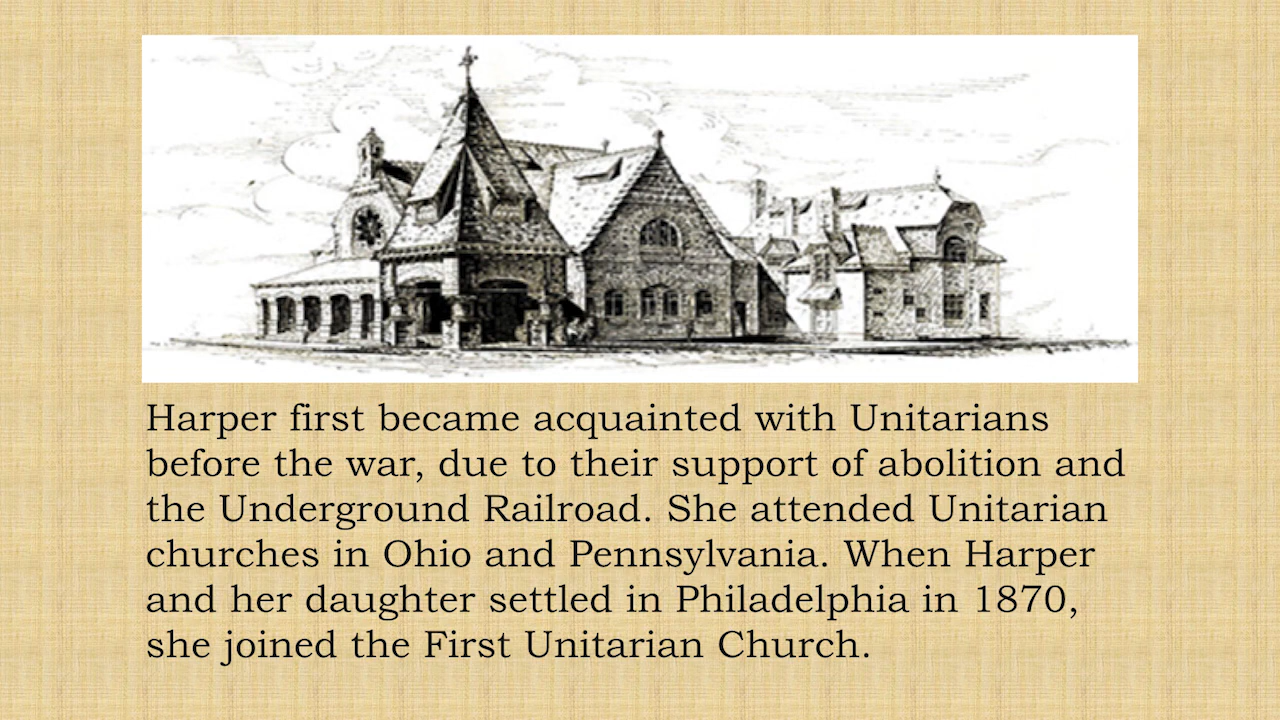 Harper first became acquainted with Unitarians
before the war, due to their support of abolition and
the Underground Railroad. She attended Unitarian
churches in Ohio and Pennsylvania. When Harper
and her daughter settled in Philadelphia in 1870,
she joined the First Unitarian Church.